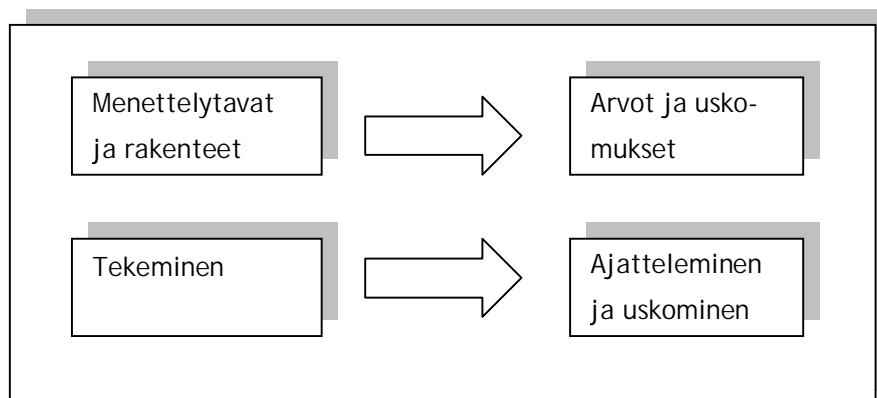 Menettelytavat
ja rakenteet
Arvot ja usko-
mukset
Tekeminen
Ajatteleminen
ja uskominen